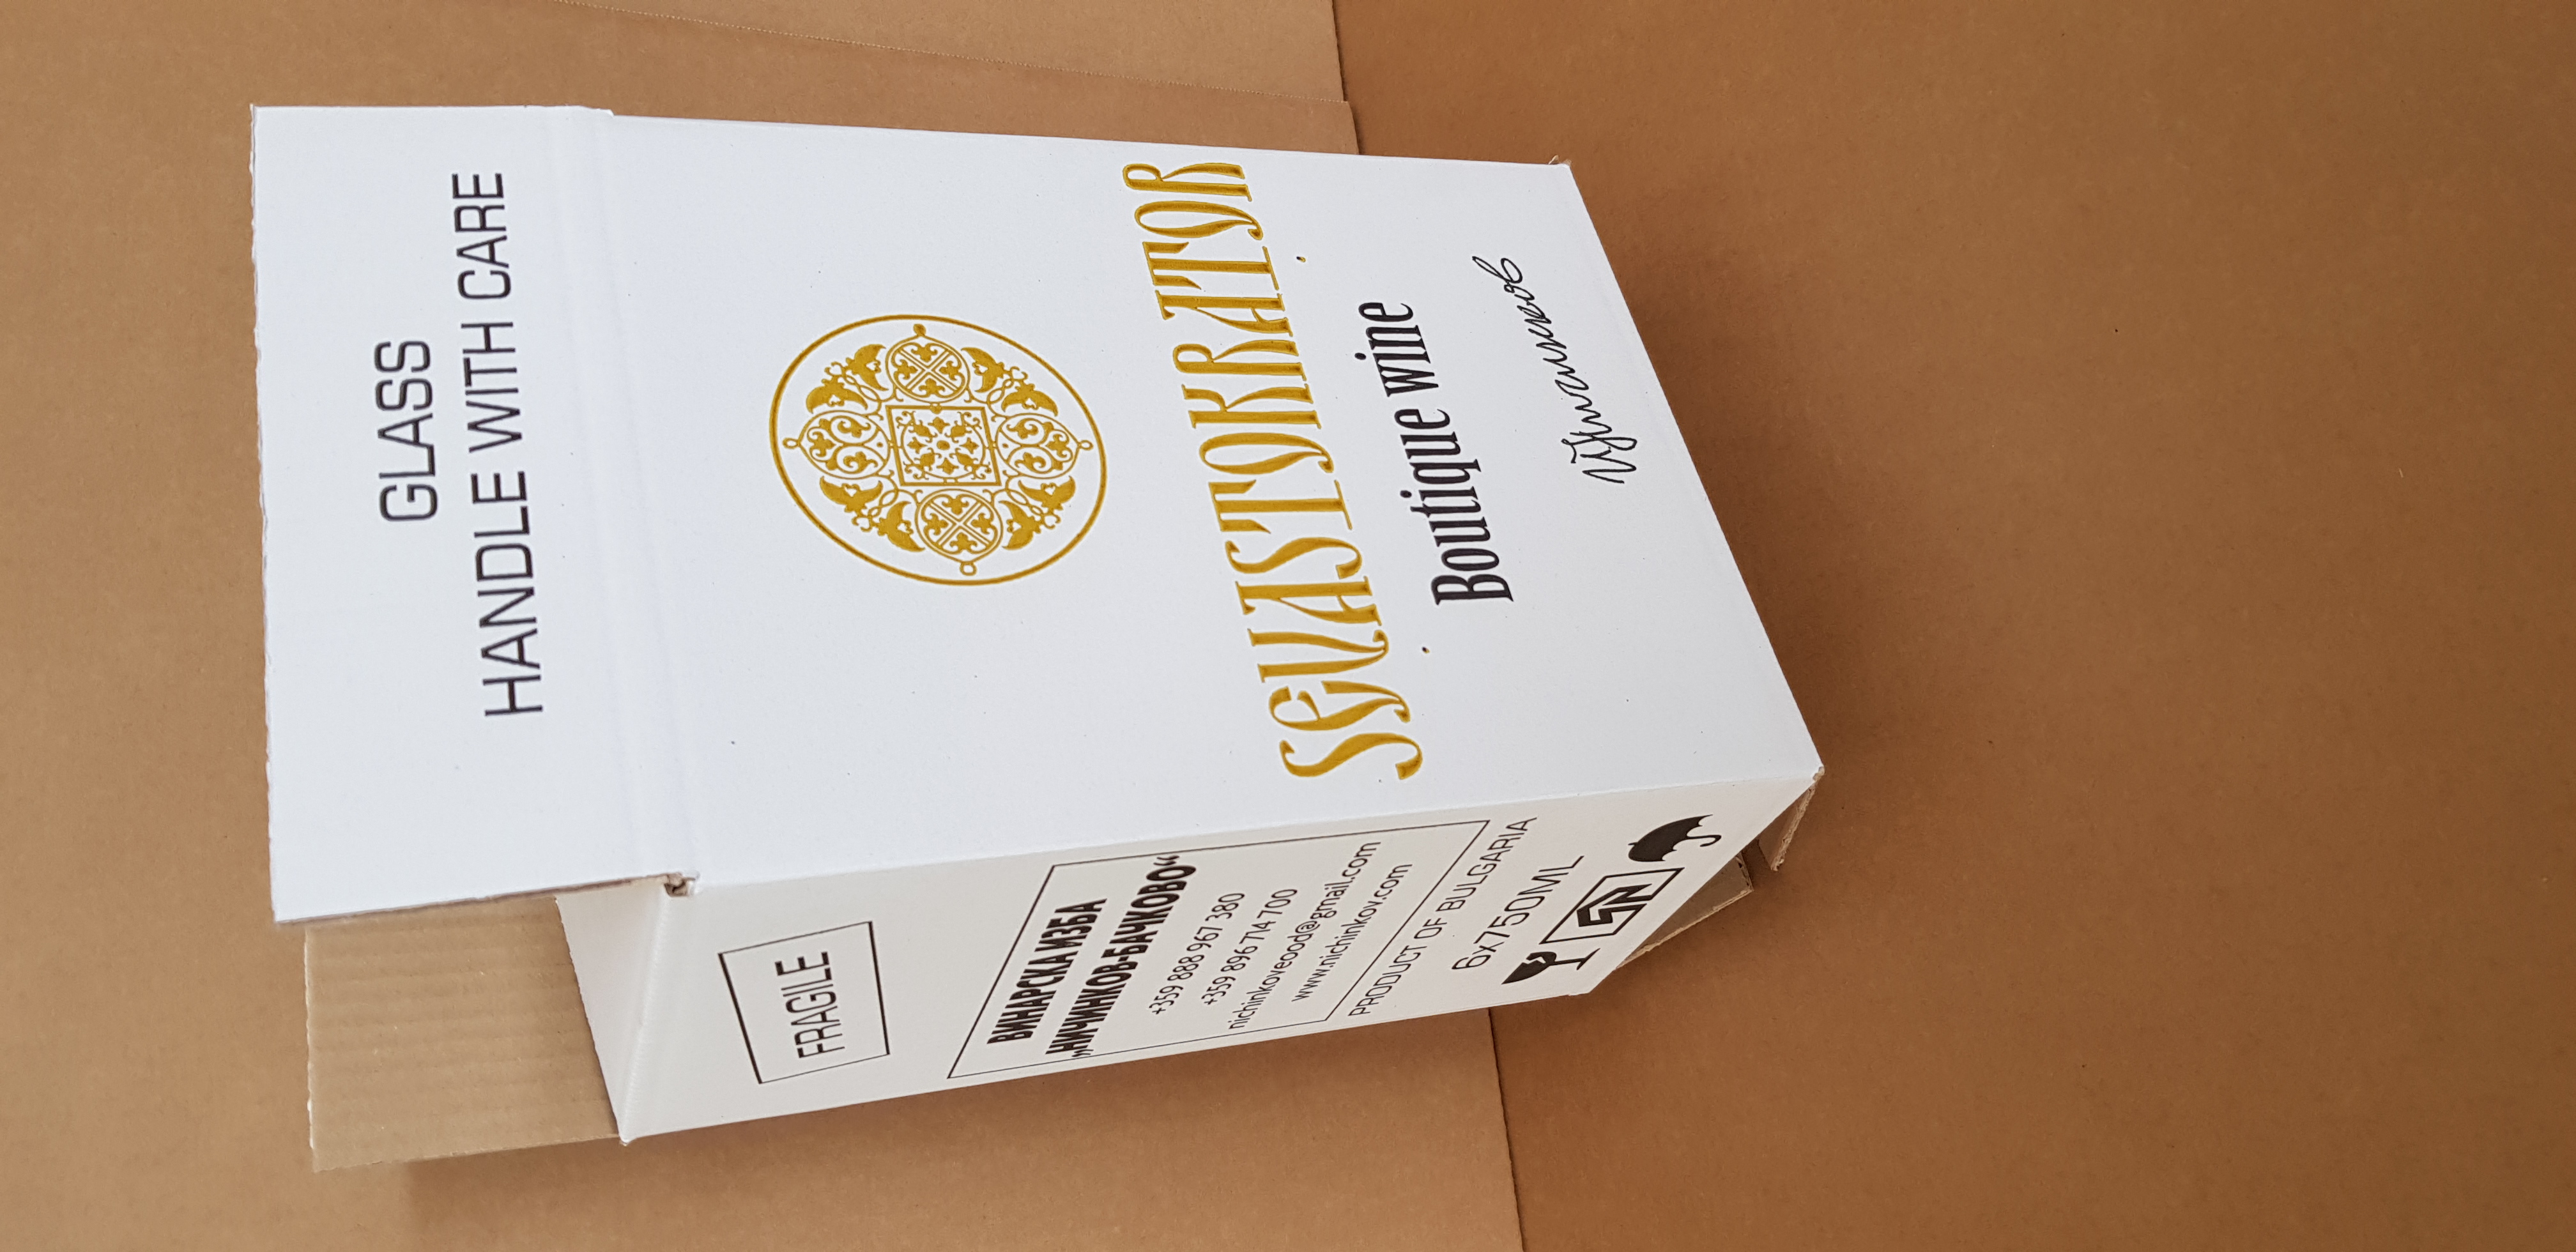 GLASS
HANDLE WITH CARE
SEVASTOKRATOR
Boutique wine
Ничинков
FRAGILE
ВИНАРСКА ИЗБА
„НИЧИНКОВ-БАЧКОВО“
+359 888 967 380
+359 896 714 700
nichinkoveood@gmail.com
www.nichinkov.com
PRODUCT OF BULGARIA
6x750ML